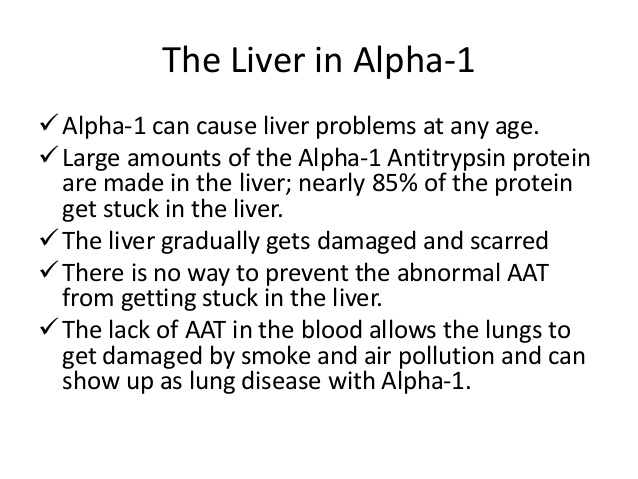 The Liver in Alpha-1
✓ Alpha-1 can cause liver problems at any age.
✓ Large amounts of the Alpha-1 Antitrypsin protein
are made in the liver; nearly 85% of the protein
get stuck in the liver.
✓ The liver gradually gets damaged and scarred
✓ There is no way to prevent the abnormal AAT
from getting stuck in the liver.
✓ The lack of AAT in the blood allows the lungs to
get damaged by smoke and air pollution and can
show up as lung disease with Alpha-1.